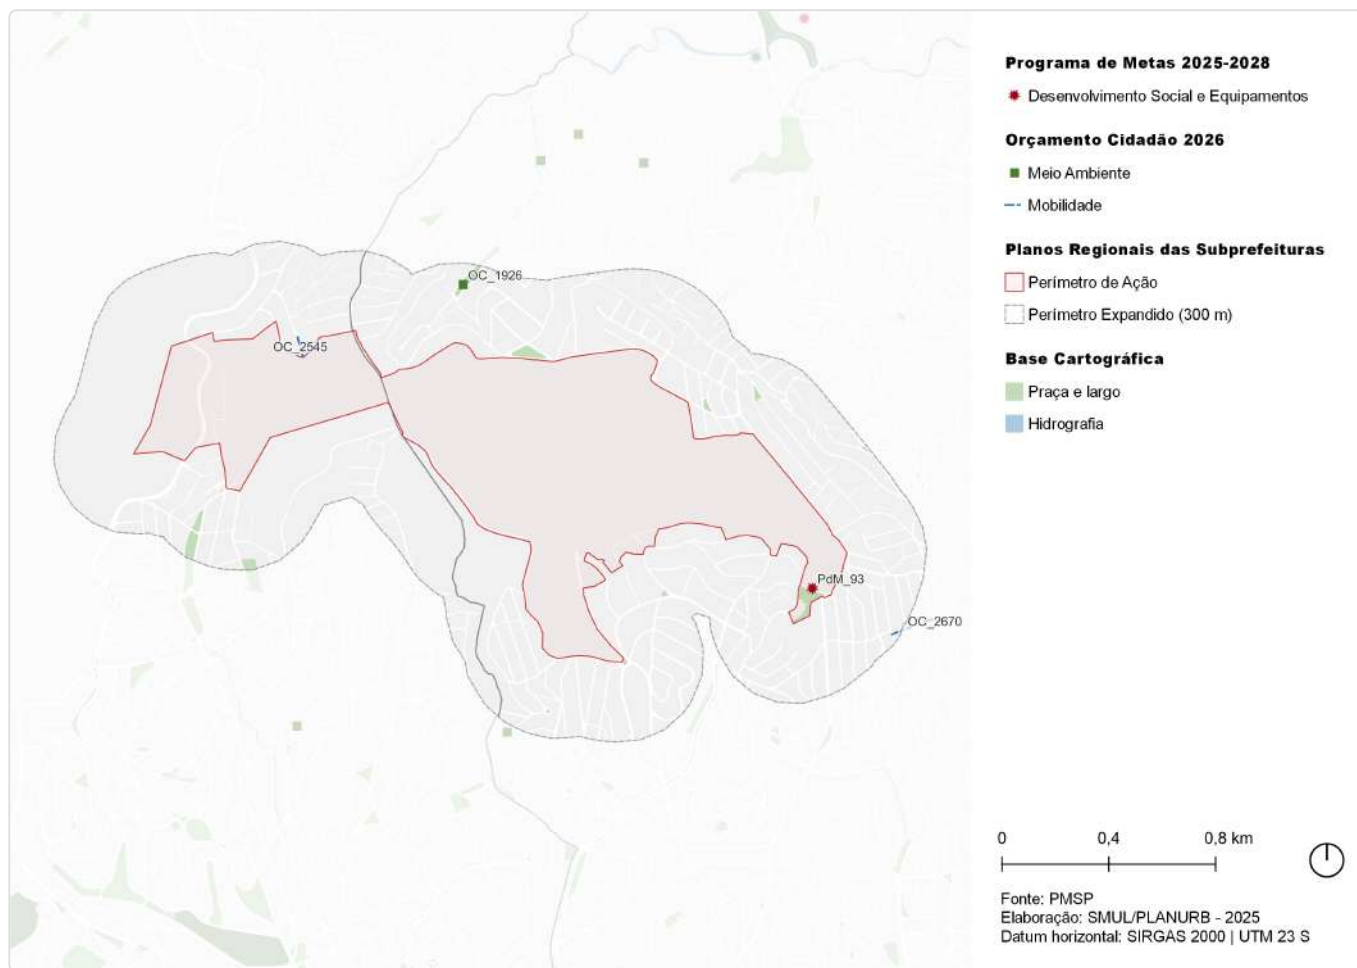 OC_1926
OC_2545
PdM_93
OC_2670
Programa de Metas 2025-2028
Desenvolvimento Social e Equipamentos
Orçamento Cidadão 2026
Meio Ambiente
Mobilidade
Planos Regionais das Subprefeituras
Perímetro de Ação
Perímetro Expandido (300 m)
Base Cartográfica
Praça e largo
Hidrografia
0 0,4 0,8 km
Fonte: PMSP
Elaboração: SMUL/PLANURB - 2025
Datum horizontal: SIRGAS 2000 | UTM 23 S